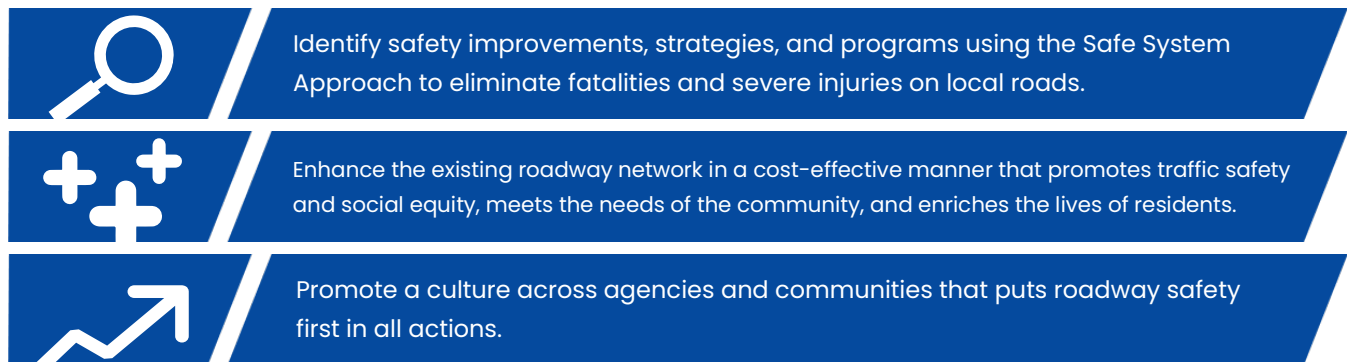 Identify safety improvements, strategies, and programs using the Safe System
Approach to eliminate fatalities and severe injuries on local roads.
Enhance the existing roadway network in a cost-effective manner that promotes traffic safety
and social equity, meets the needs of the community, and enriches the lives of residents.
Promote a culture across agencies and communities that puts roadway safety
first in all actions.